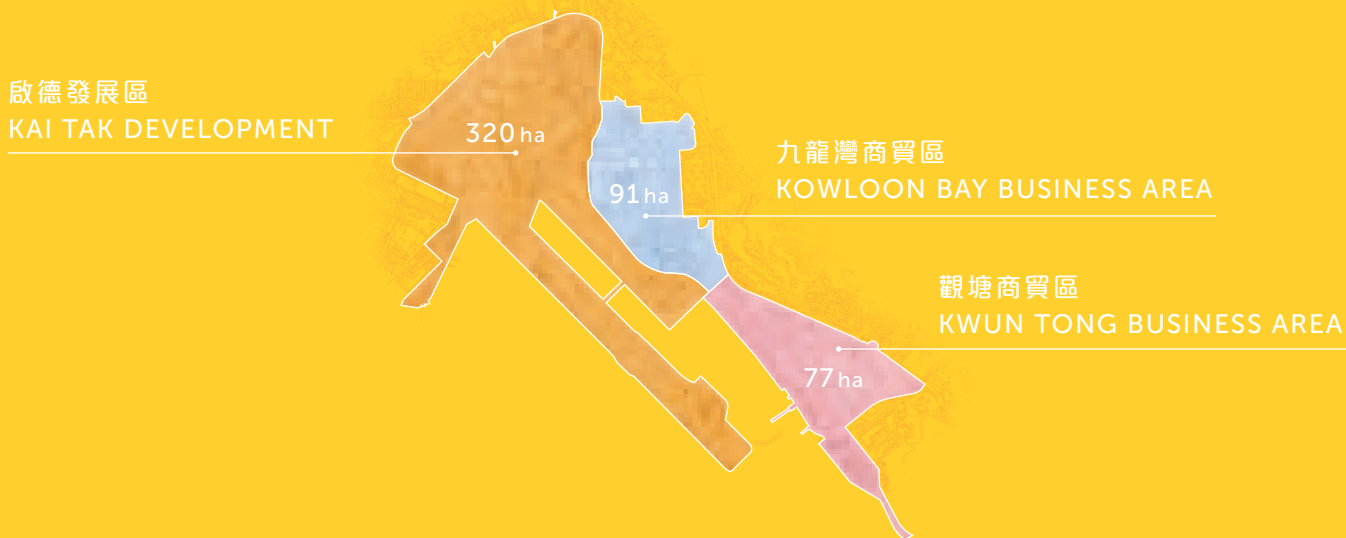 啟德發展區
KAI TAK DEVELOPMENT
320 ha
91 ha
九龍灣商貿區
KOWLOON BAY BUSINESS AREA
觀塘商貿區
KWUN TONG BUSINESS AREA
77 ha